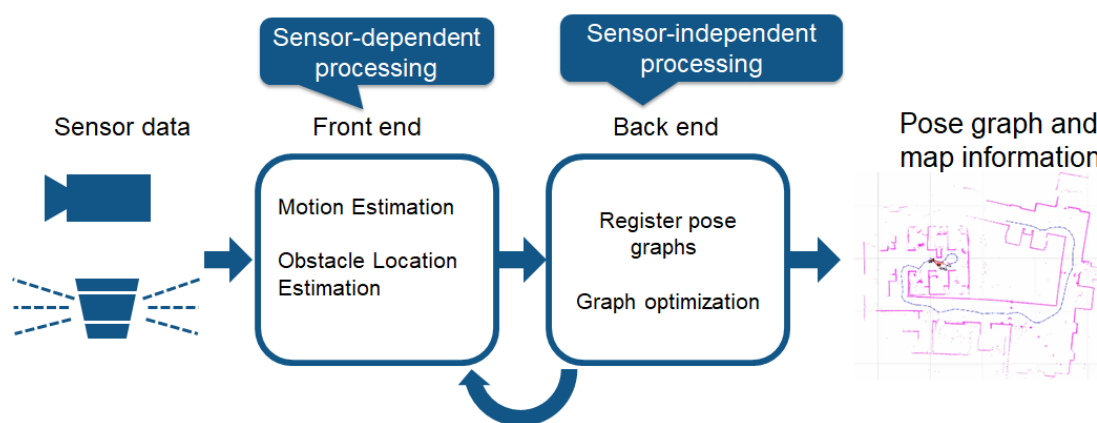 Sensor-dependent
processing
Sensor-independent
processing
Sensor data
Front end
Back end
Pose graph and
map information
Motion Estimation
Obstacle Location
Estimation
Register pose
graphs
Graph optimization